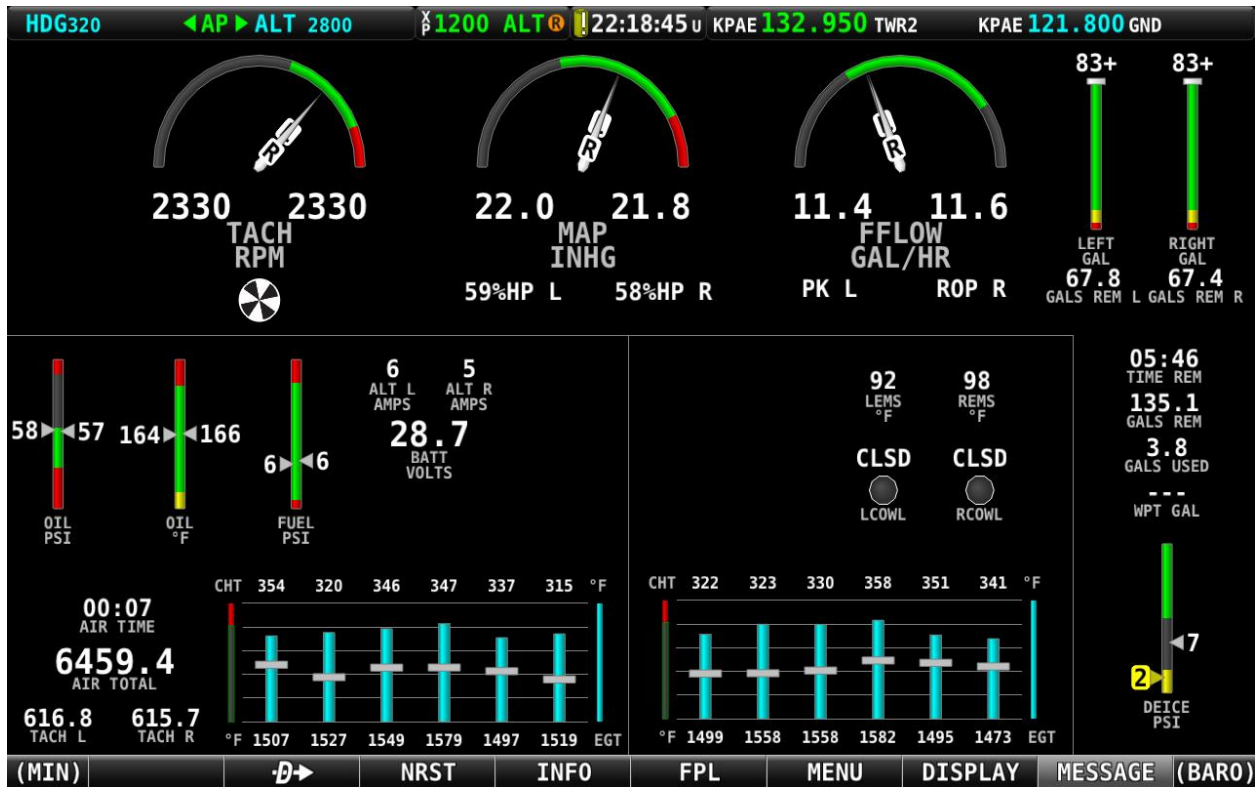 HDG320 AP ALT 2800 XP1200 ALT R ! 22:18:45U KPAE 132.950 TWR2 KPAE 121.800 GND
83+ 83+
R R R
2330 2330 22.0 21.8 11.4 11.6
TACH MAP FFLOW LEFT RIGHT
RPM INHG GAL/HR GAL GAL
59%HP L 58%HP R PK L ROP R 67.8 67.4
GALS REM L GALS REM R
6 5 92 98 05:46
ALT L ALT R LEMS REMS TIME REM
AMPS AMPS °F °F 135.1
GALS REM
58 57 164 166 28.7 3.8
BATT GALS USED
6 6 VOLTS CLSD CLSD
LCOWL RCOWL ---
WPT GAL
OIL OIL FUEL
PSI °F PSI
CHT 354 320 346 347 337 315 °F CHT 322 323 330 358 351 341 °F
00:07
AIR TIME
6459.4 7
AIR TOTAL 2
616.8 615.7 DEICE
TACH L TACH R PSI
°F 1507 1527 1549 1579 1497 1519 EGT °F 1499 1558 1558 1582 1495 1473 EGT
(MIN) D NRST INFO FPL MENU DISPLAY MESSAGE (BARO)